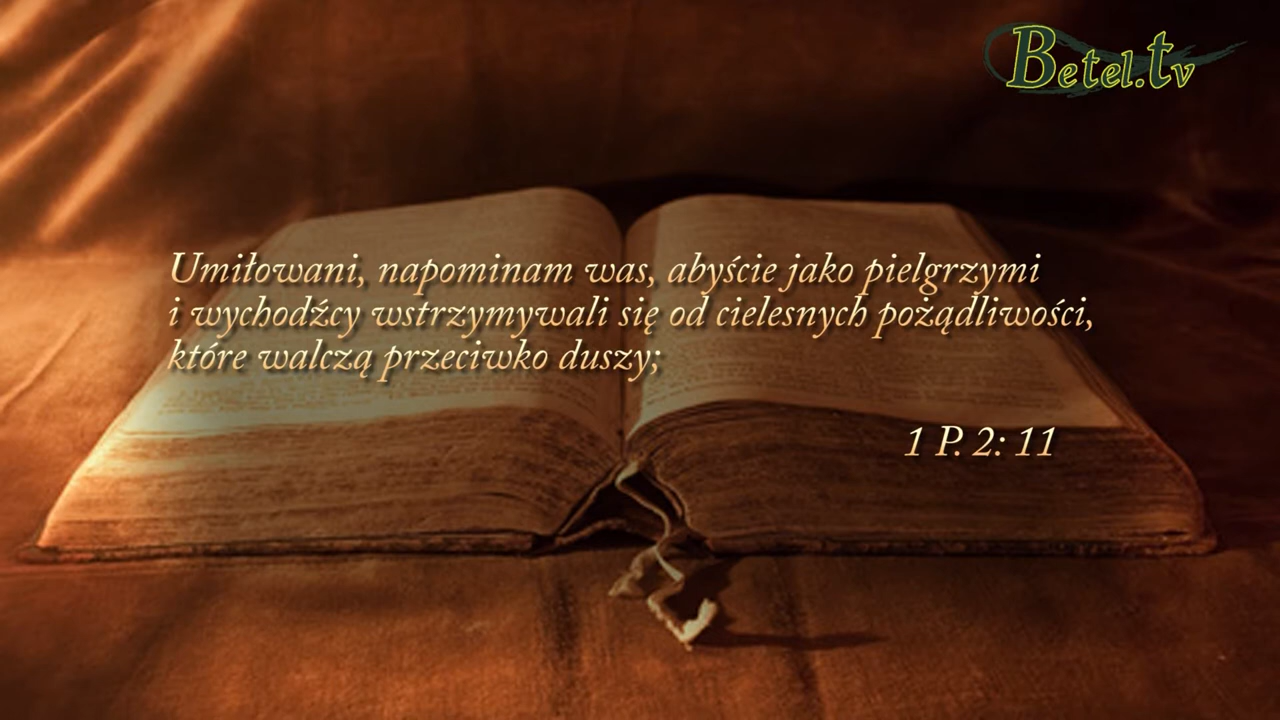 Betel.tv
Umiłowani, napominam was, abyście jako pielgrzymi
i wychodźcy wstrzymywali się od cielesnych pożądliwości,
które walczą przeciwko duszy;
1 P. 2: 11